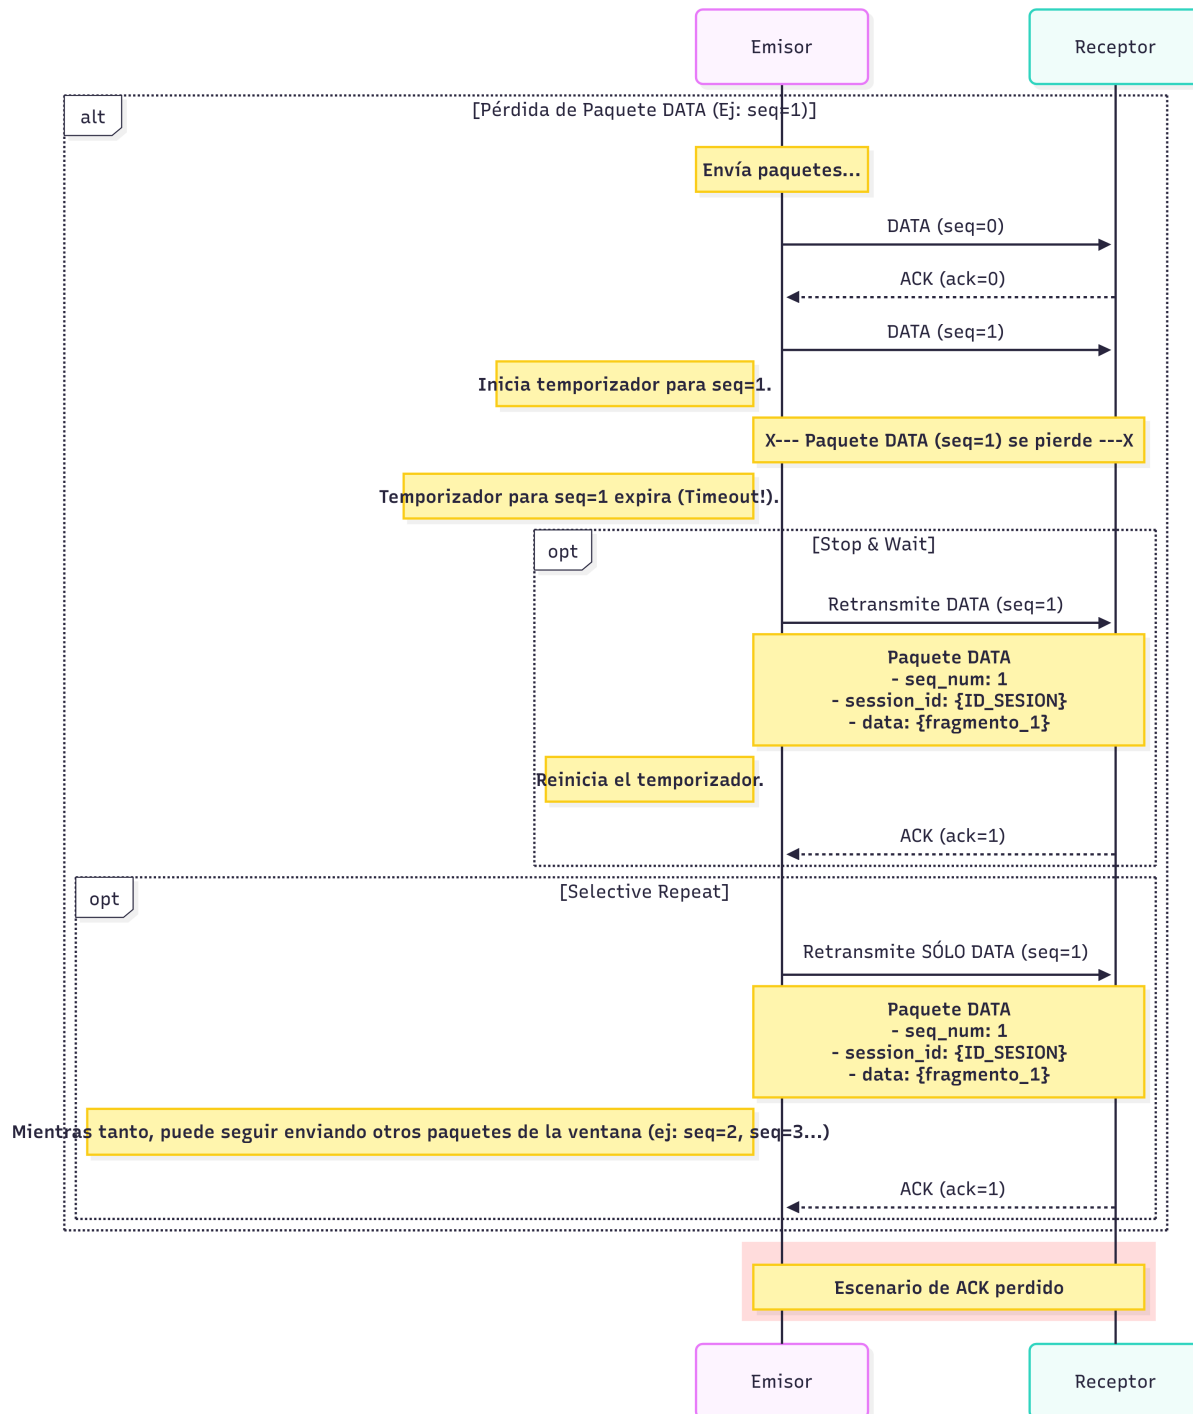 Emisor
Receptor
alt
[Pérdida de Paquete DATA (Ej: seq=1)]
Envía paquetes...
DATA (seq=0)
ACK (ack=0)
DATA (seq=1)
Inicia temporizador para seq=1.
X--- Paquete DATA (seq=1) se pierde ---X
Temporizador para seq=1 expira (Timeout!).
opt
[Stop & Wait]
Retransmite DATA (seq=1)
Paquete DATA
- seq_num: 1
- session_id: {ID_SESION}
- data: {fragmento_1}
Reinicia el temporizador.
ACK (ack=1)
opt
[Selective Repeat]
Retransmite SÓLO DATA (seq=1)
Paquete DATA
- seq_num: 1
- session_id: {ID_SESION}
- data: {fragmento_1}
Mientras tanto, puede seguir enviando otros paquetes de la ventana (ej: seq=2, seq=3...)
ACK (ack=1)
Escenario de ACK perdido
Emisor
Receptor